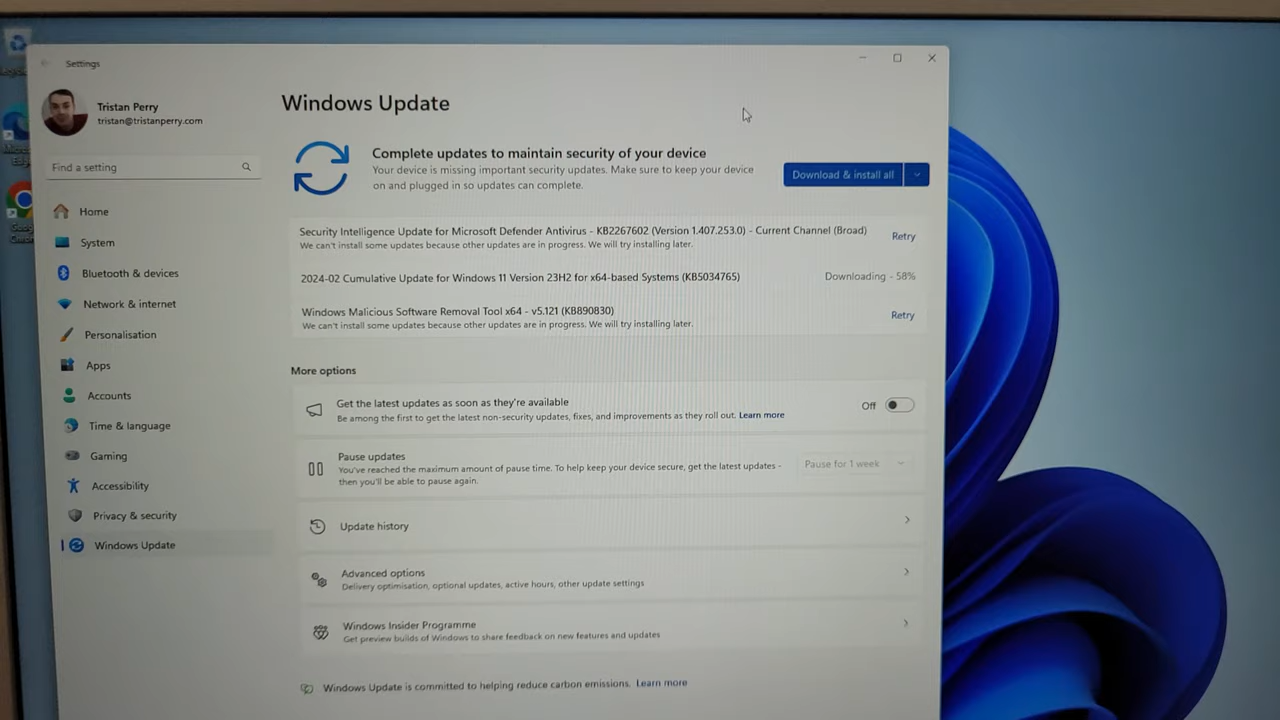 Settings
Tristan Perry
tristan@tristanperry.com
Find a setting
Home
System
Bluetooth & devices
Network & internet
Personalisation
Apps
Accounts
Time & language
Gaming
Accessibility
Privacy & security
Windows Update
Windows Update
Complete updates to maintain security of your device
Your device is missing important security updates. Make sure to keep your device
on and plugged in so updates can complete.
Download & install all
Security Intelligence Update for Microsoft Defender Antivirus - KB2267602 (Version 1.407.253.0) - Current Channel (Broad)
We can't install some updates because other updates are in progress. We will try installing later.
Retry
2024-02 Cumulative Update for Windows 11 Version 23H2 for x64-based Systems (KB5034765)
Downloading - 58%
Windows Malicious Software Removal Tool x64 - v5.121 (KB890830)
We can't install some updates because other updates are in progress. We will try installing later.
Retry
More options
Get the latest updates as soon as they're available
Be among the first to get the latest non-security updates, fixes, and improvements as they roll out. Learn more
Off
Pause updates
You've reached the maximum amount of pause time. To help keep your device secure, get the latest updates -
then you'll be able to pause again.
Pause for 1 week
Update history
Advanced options
Delivery optimisation, optional updates, active hours, other update settings
Windows Insider Programme
Get preview builds of Windows to share feedback on new features and updates
Windows Update is committed to helping reduce carbon emissions. Learn more